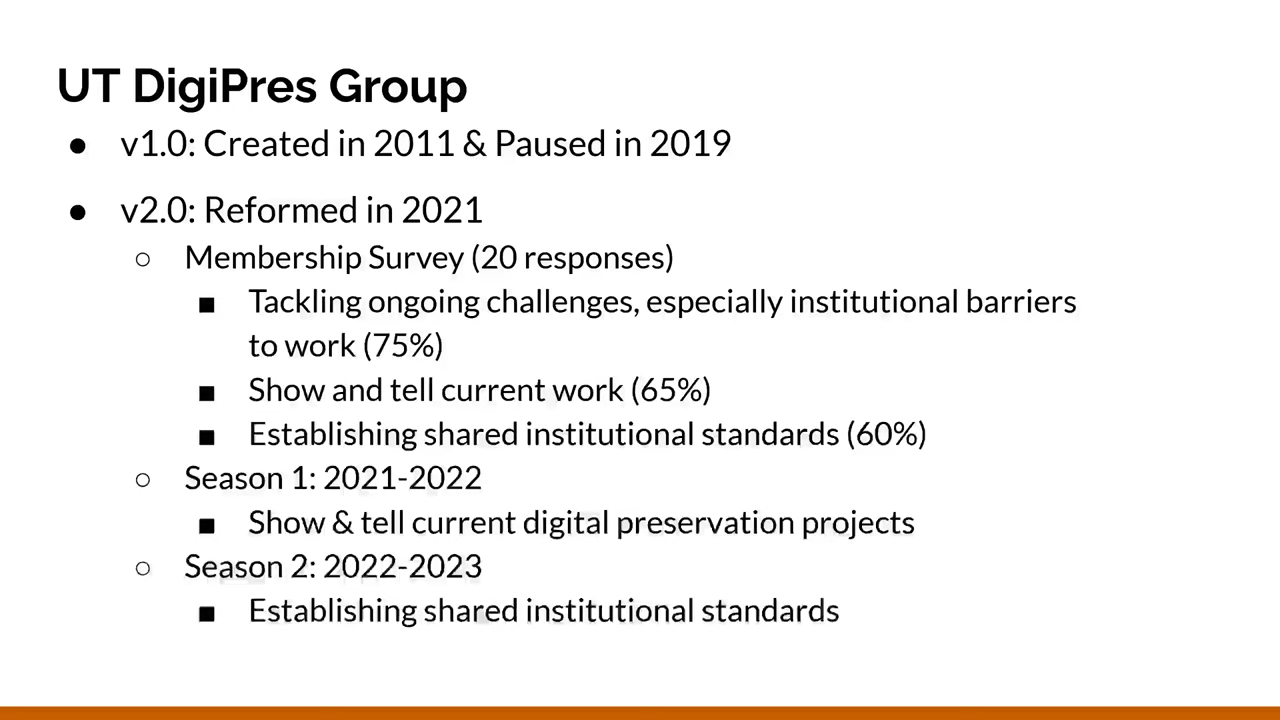 UT DigiPres Group
● v1.0: Created in 2011 & Paused in 2019
● v2.0: Reformed in 2021
○ Membership Survey (20 responses)
■ Tackling ongoing challenges, especially institutional barriers
to work (75%)
■ Show and tell current work (65%)
■ Establishing shared institutional standards (60%)
○ Season 1: 2021-2022
■ Show & tell current digital preservation projects
○ Season 2: 2022-2023
■ Establishing shared institutional standards